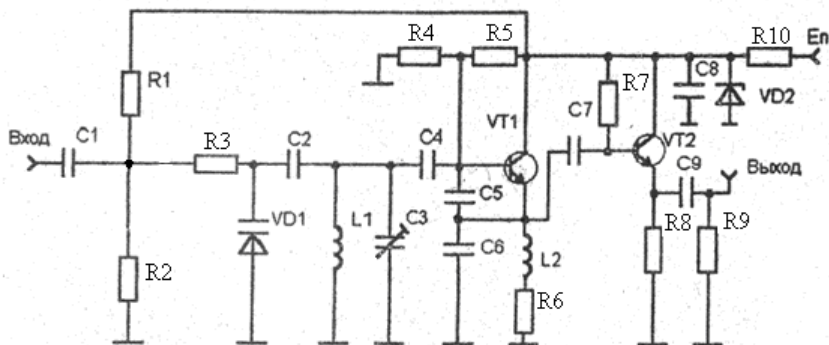 R4 R5 R10 Eп
R1 R7 C8 VD2
Вход C1 R3 C2 C4 VT1 C7 VT2
C9 Выход
C5
VD1 L1 C3
R2 C6 L2 R8 R9
R6